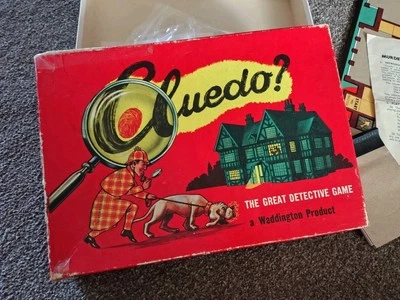 Cluedo?
THE GREAT DETECTIVE GAME
a Waddington Product